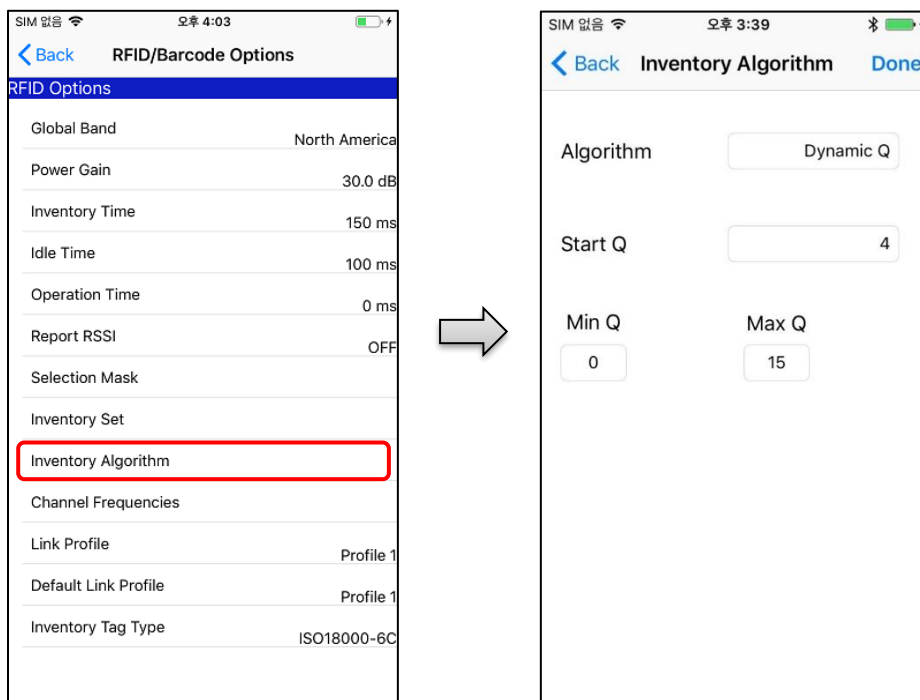 SIM 없음 오후 4:03
Back RFID/Barcode Options
RFID Options
Global Band North America
Power Gain 30.0 dB
Inventory Time 150 ms
Idle Time 100 ms
Operation Time 0 ms
Report RSSI OFF
Selection Mask
Inventory Set
Inventory Algorithm
Channel Frequencies
Link Profile Profile 1
Default Link Profile Profile 1
Inventory Tag Type ISO18000-6C
SIM 없음 오후 3:39
Back Inventory Algorithm Done
Algorithm Dynamic Q
Start Q 4
Min Q Max Q
0 15